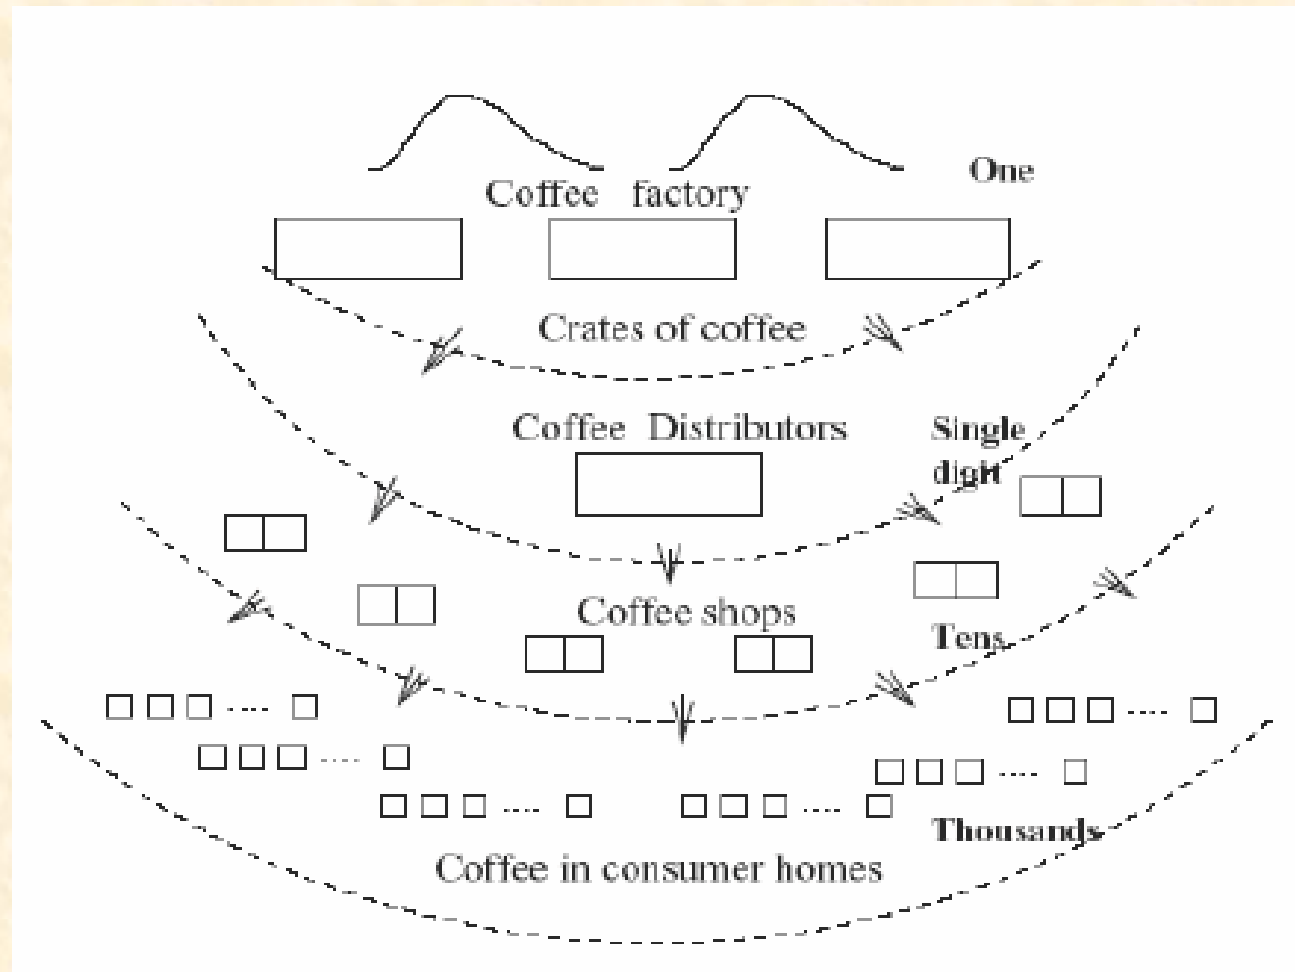 One
Coffee factory
Crates of coffee
Coffee Distributors
Single
digit
Coffee shops
Tens
Thousands
Coffee in consumer homes